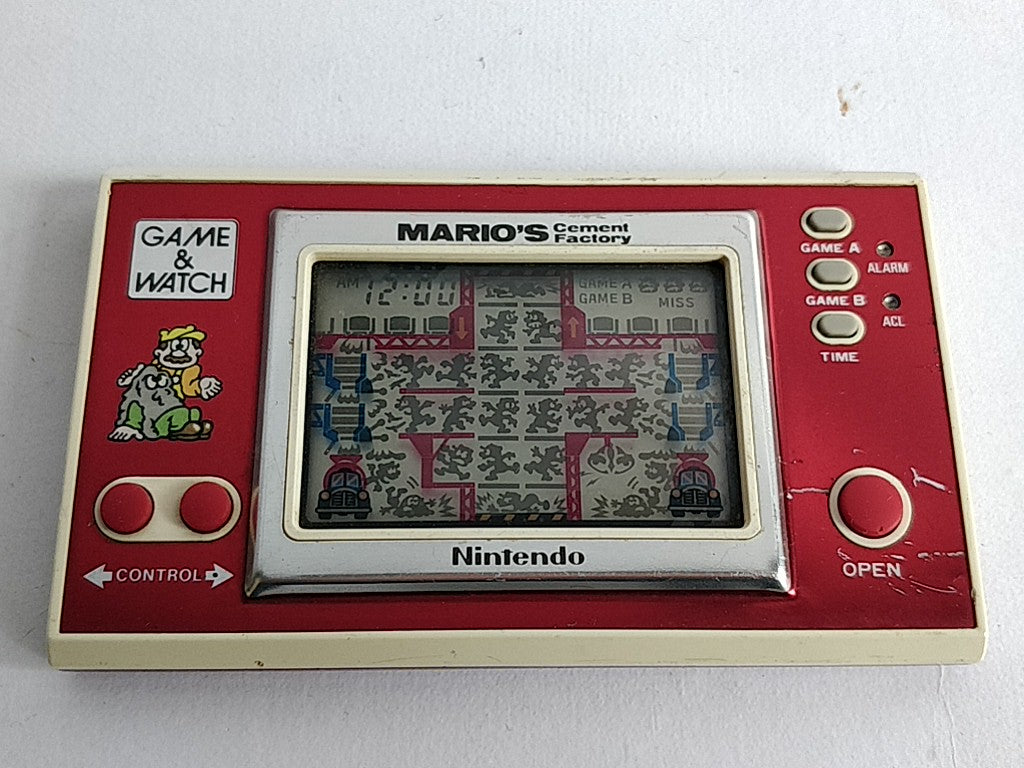 GAME
&
WATCH
MARIO'S Cement Factory
AM 12:00
GAME A
GAME B
MISS
Nintendo
CONTROL
GAME A
ALARM
GAME B
ACL
TIME
OPEN